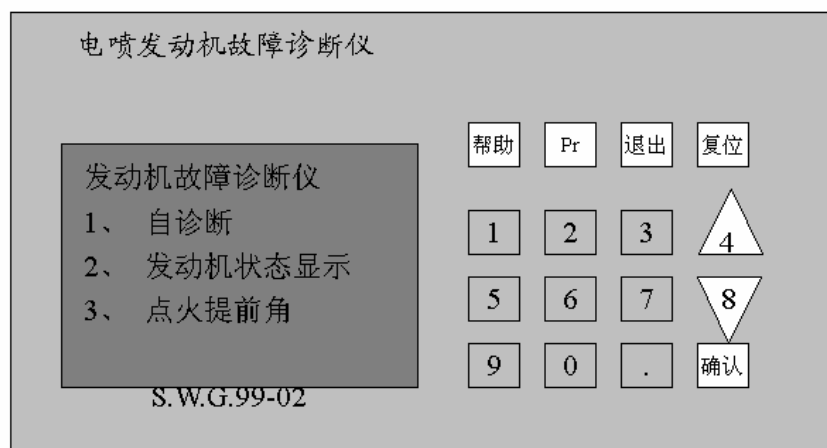 电喷发动机故障诊断仪
发动机故障诊断仪
1、 自诊断
2、 发动机状态显示
3、 点火提前角
S.W.G.99-02
帮助 Pr 退出 复位
1 2 3 4
5 6 7 8
9 0 . 确认